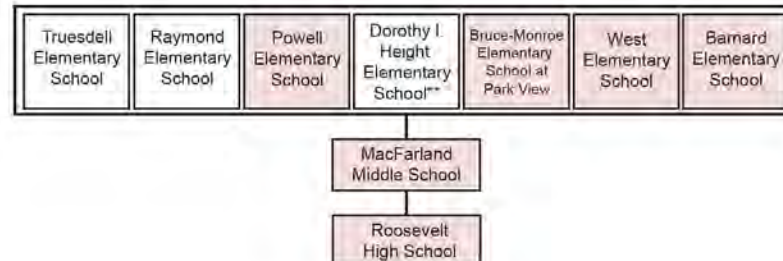 Truesdell
Elementary
School
Raymond
Elementary
School
Powell
Elementary
School
Dorothy I.
Height
Elementary
School**
Bruce-Monroe
Elementary
School at
Park View
West
Elementary
School
Barnard
Elementary
School
MacFarland
Middle School
Roosevelt
High School